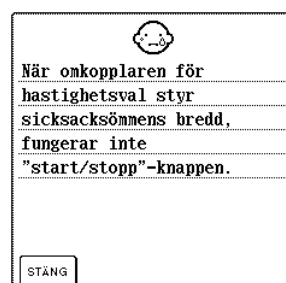 När omkopplaren för
hastighetsval styr
sicksacksömmens bredd,
fungerar inte
”start/stopp”-knappen.
STÄNG